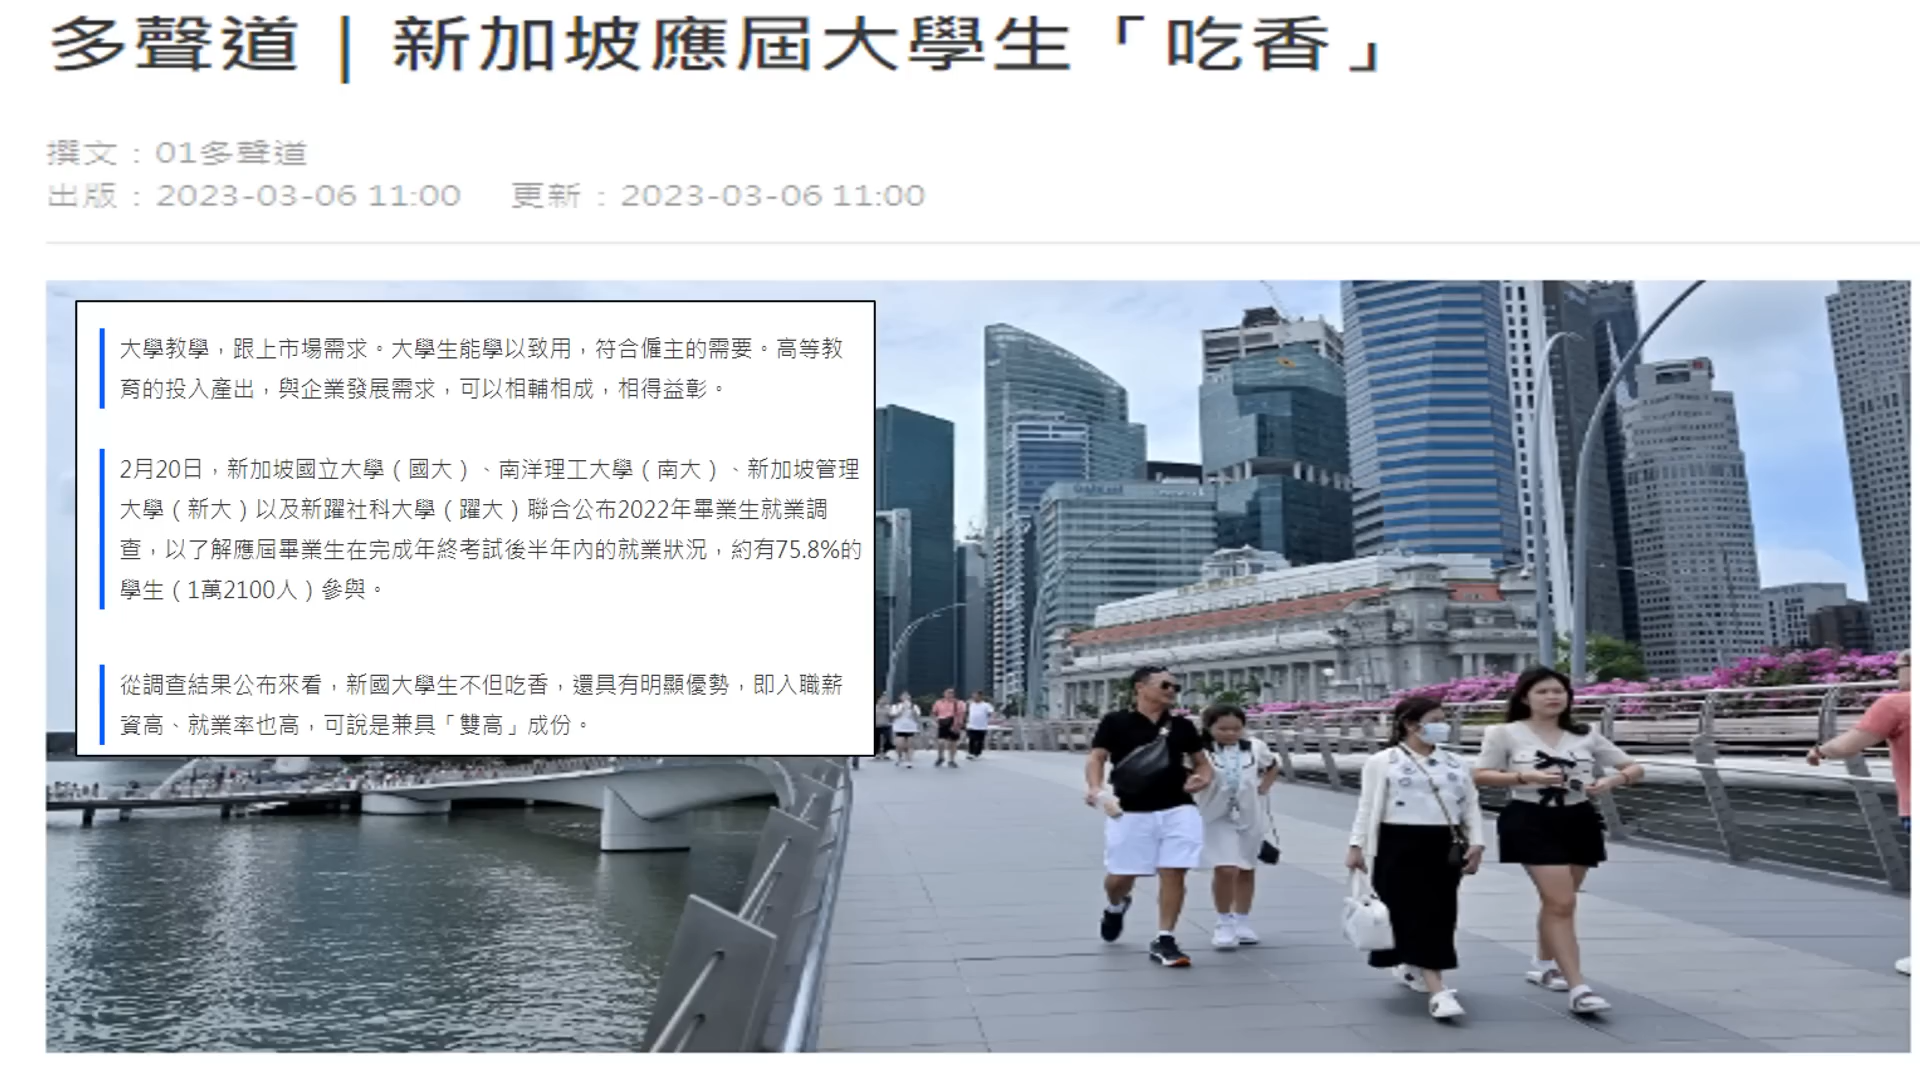 多聲道｜新加坡應屆大學生「吃香」
撰文：01多聲道
出版：2023-03-06 11:00 更新：2023-03-06 11:00
大學教學，跟上市場需求。大學生能學以致用，符合僱主的需要。高等教
育的投入產出，與企業發展需求，可以相輔相成，相得益彰。
2月20日，新加坡國立大學（國大）、南洋理工大學（南大）、新加坡管理
大學（新大）以及新躍社科大學（躍大）聯合公布2022年畢業生就業調
查，以了解應屆畢業生在完成年終考試後半年內的就業狀況，約有75.8%的
學生（1萬2100人）參與。
從調查結果公布來看，新國大學生不但吃香，還具有明顯優勢，即入職薪
資高、就業率也高，可說是兼具「雙高」成份。